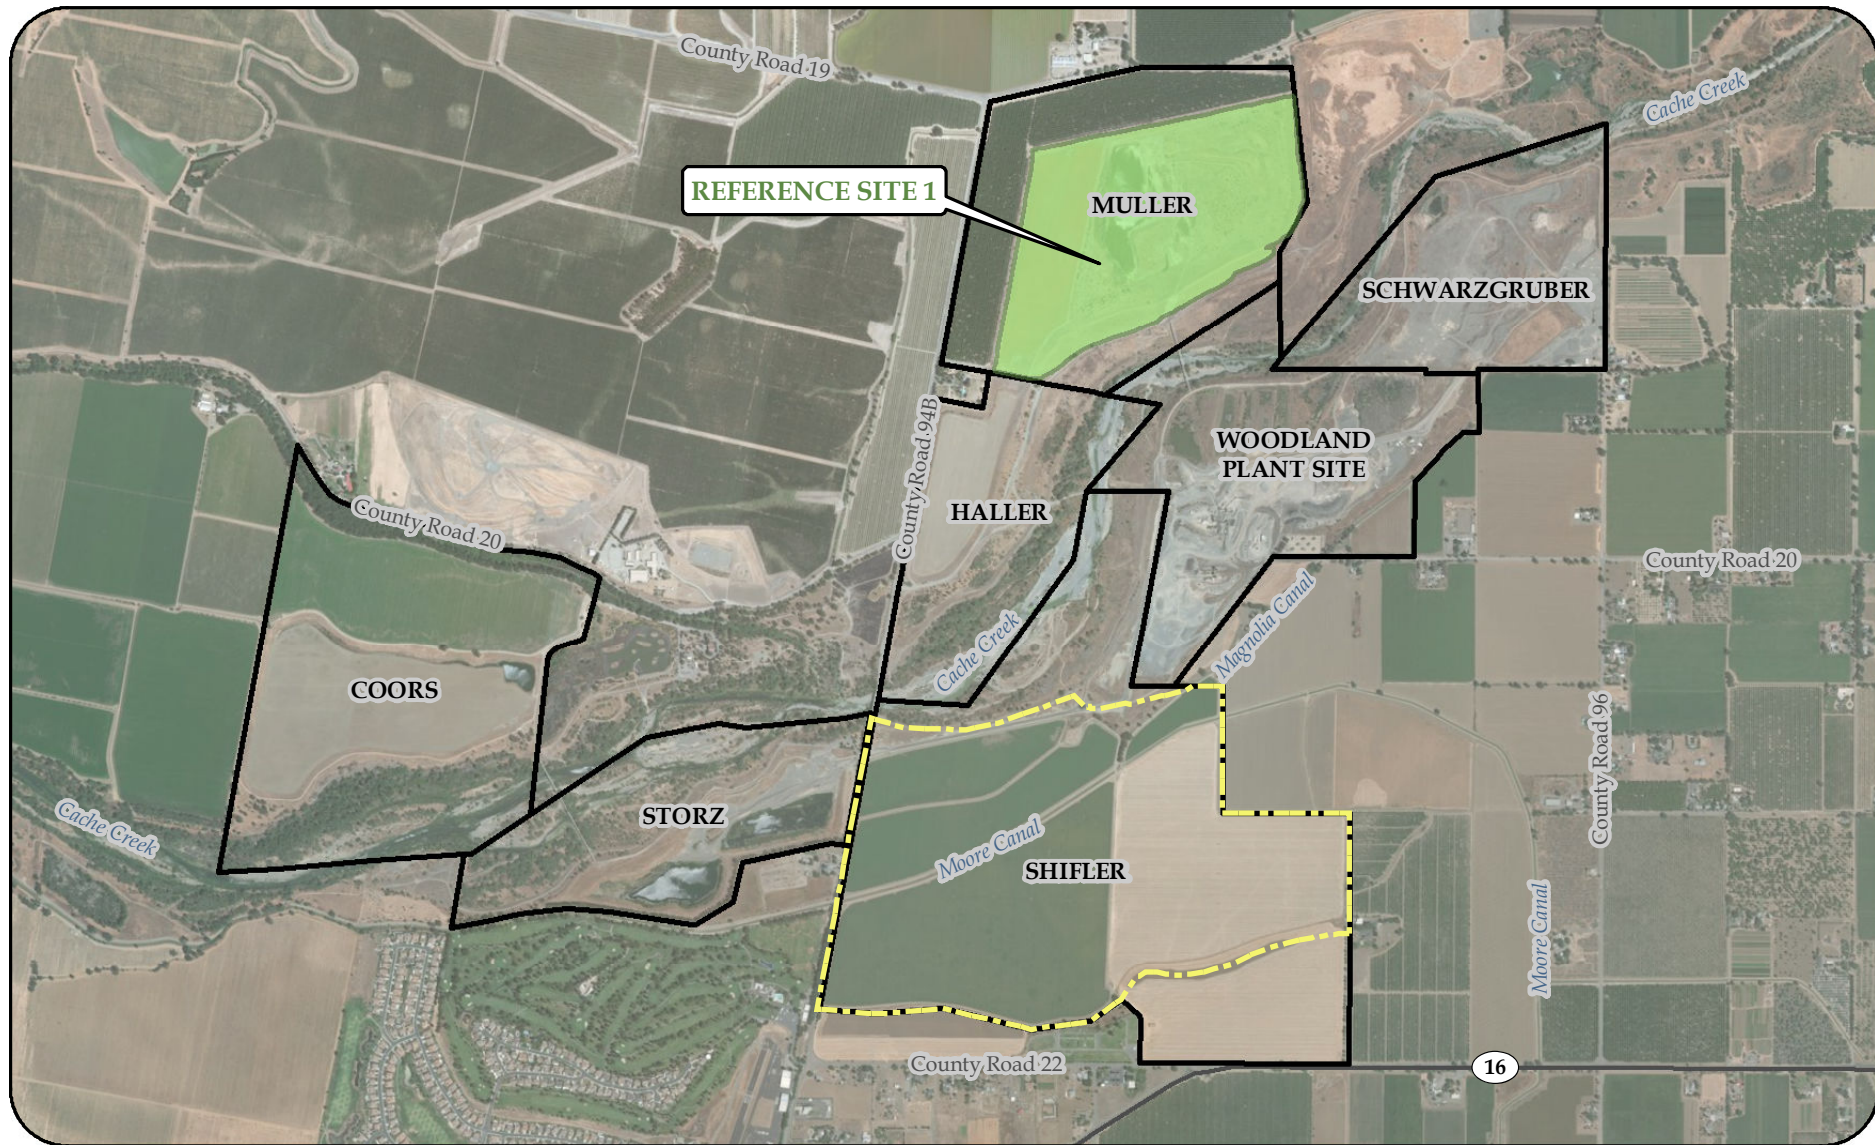 County Road 19
Cache Creek
REFERENCE SITE 1
MULLER
SCHWARZGRUBER
County Road 94B
WOODLAND
PLANT SITE
HALLER
County Road 20
County Road 20
Magnolia Canal
Cache Creek
COORS
County Road 96
STORZ
Cache Creek
Moore Canal
SHIFLER
Moore Canal
County Road 22
16